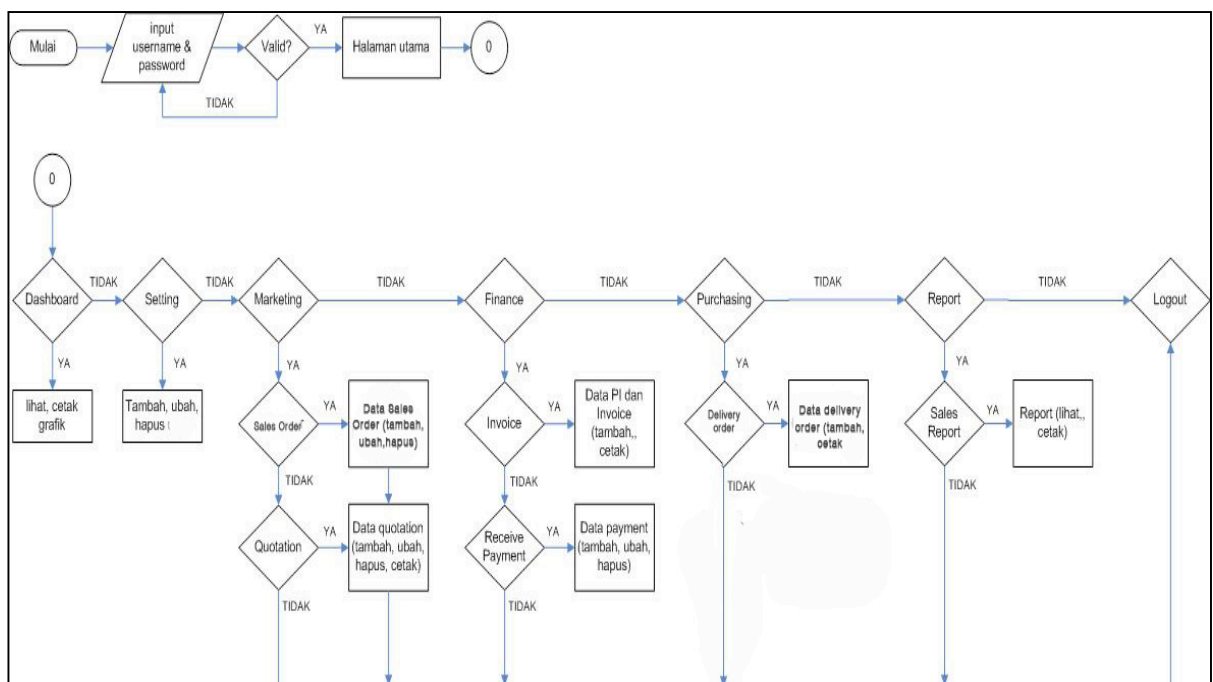 Mulai
input
username &
password
Valid?
YA
Halaman utama
0
TIDAK
0
Dashboard
TIDAK
Setting
TIDAK
Marketing
TIDAK
Finance
TIDAK
Purchasing
TIDAK
Report
TIDAK
Logout
YA
YA
YA
YA
YA
YA
lihat, cetak
grafik
Tambah, ubah,
hapus
Sales Order
YA
Data Sales
Order (tambah,
ubah,hapus)
Invoice
YA
Data PI dan
Invoice
(tambah,,
cetak)
Delivery
order
YA
Data delivery
order (tambah,
cetak
Sales
Report
YA
Report (lihat,,
cetak)
TIDAK
TIDAK
TIDAK
TIDAK
Quotation
YA
Data quotation
(tambah, ubah,
hapus, cetak)
Receive
Payment
YA
Data payment
(tambah, ubah,
hapus)
TIDAK
TIDAK